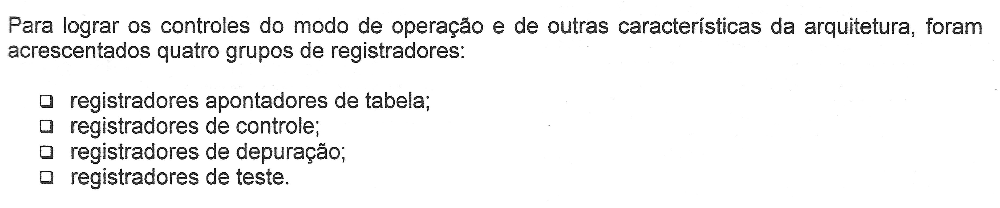 Para lograr os controles do modo de operação e de outras características da arquitetura, foram
acrescentados quatro grupos de registradores:
❑ registradores apontadores de tabela;
❑ registradores de controle;
❑ registradores de depuração;
❑ registradores de teste.